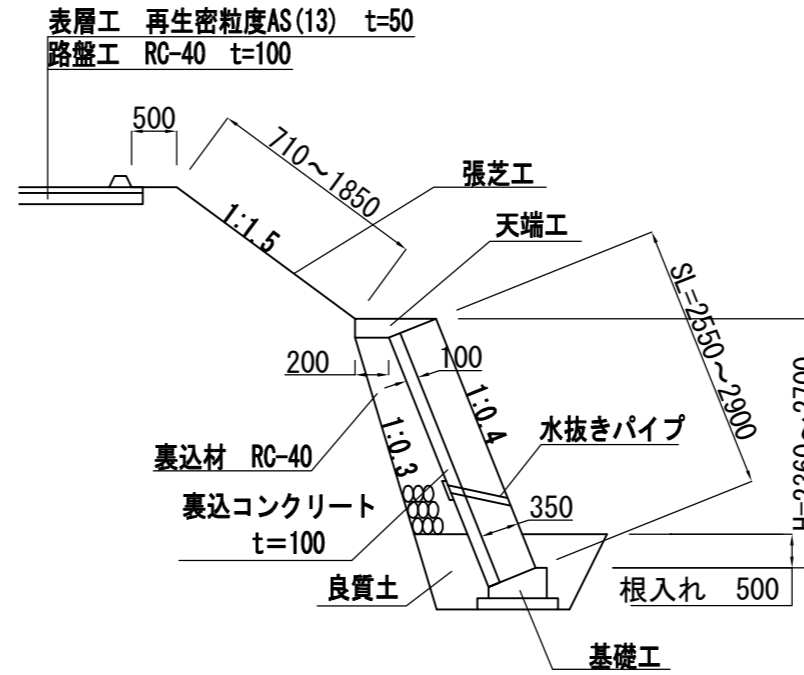 表層工 再生密粒度AS(13) t=50
路盤工 RC-40 t=100
500
710～1850
張芝工
1:1.5
天端工
SL=2550～2900
200
100
1:0.4
1:0.3
水抜きパイプ
裏込材 RC-40
裏込コンクリート
t=100
350
良質土
根入れ 500
基礎工